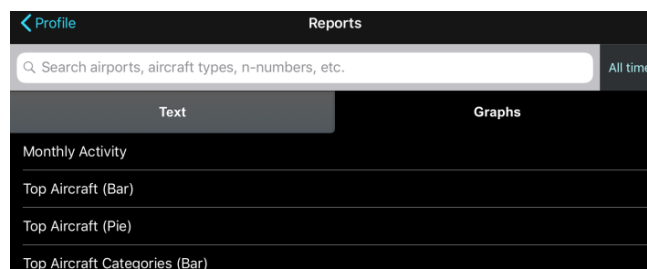 Profile
Reports
Search airports, aircraft types, n-numbers, etc.
All time
Text
Graphs
Monthly Activity
Top Aircraft (Bar)
Top Aircraft (Pie)
Top Aircraft Categories (Bar)